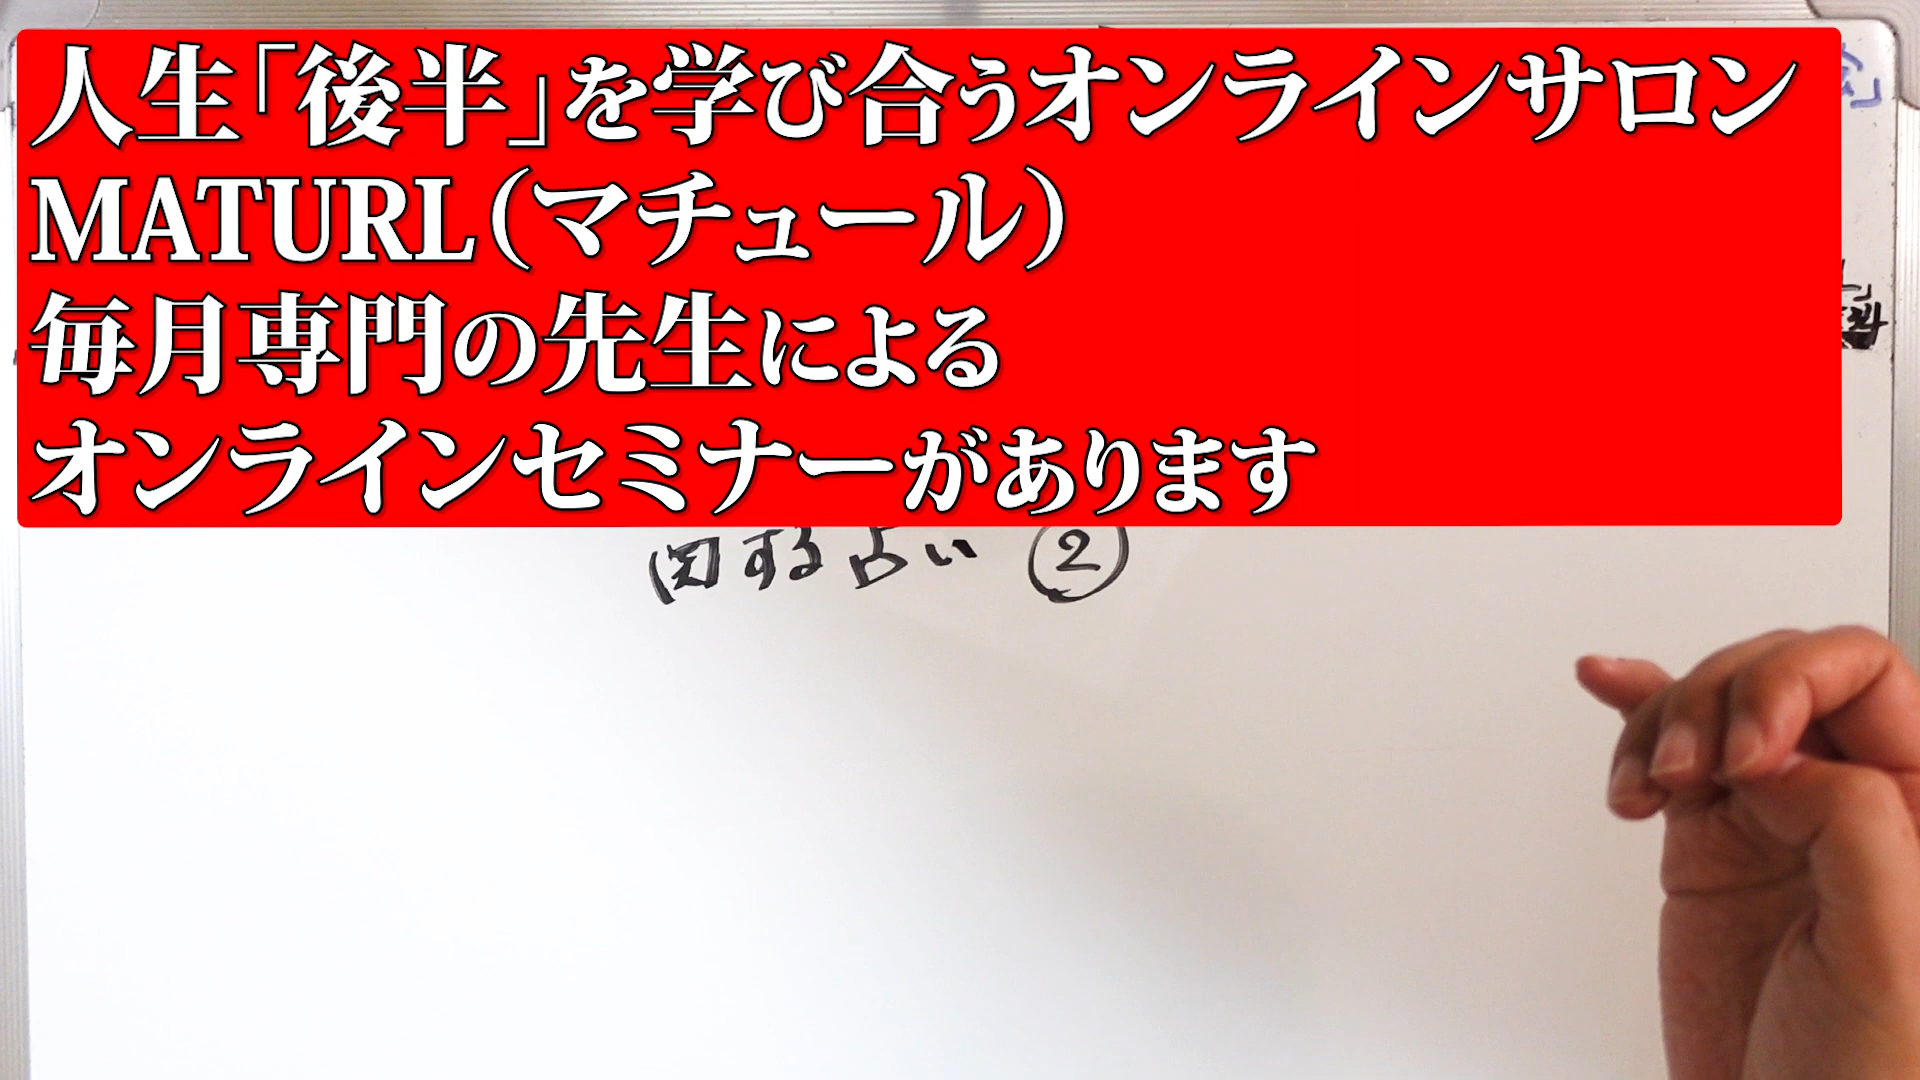 人生「後半」を学び合うオンラインサロン
MATURL（マチュール）
毎月専門の先生による
オンラインセミナーがあります
関する占い ②